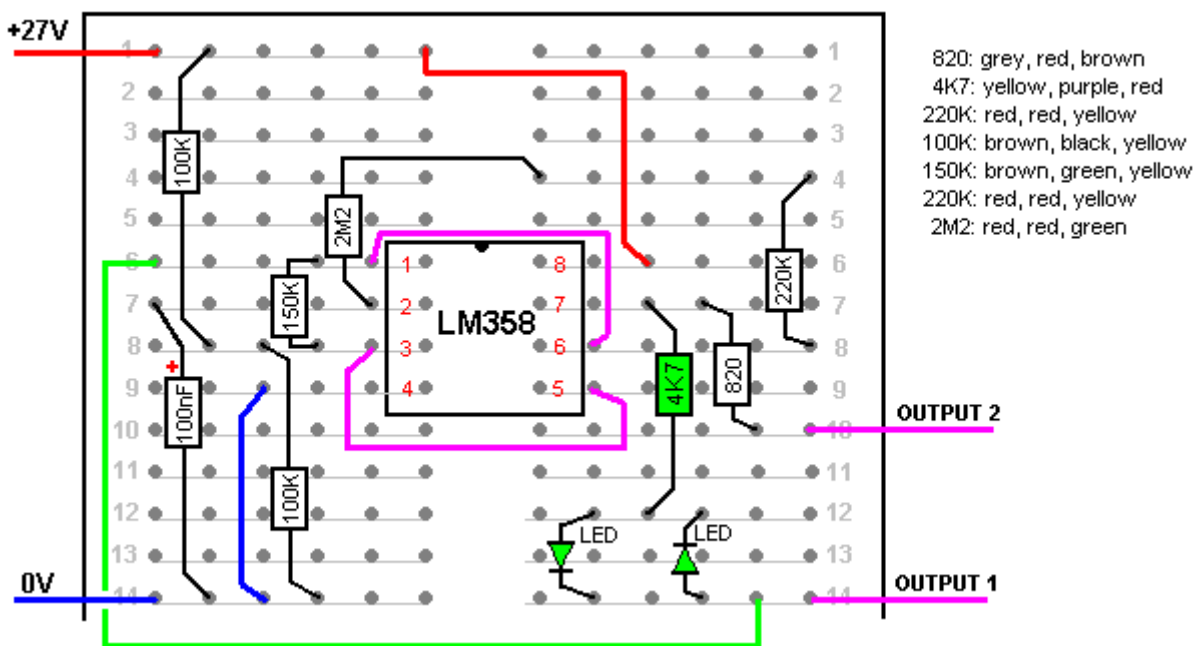 +27V
1
1
820: grey, red, brown
2
2
4K7: yellow, purple, red
220K: red, red, yellow
3
3
100K: brown, black, yellow
100K
4
4
150K: brown, green, yellow
220K: red, red, yellow
5
5
2M2: red, red, green
2M2
6
1
8
6
220K
7
150K
2
LM358
7
7
8
3
6
8
+
9
4
5
4K7
820
9
100nF
10
10
OUTPUT 2
11
11
100K
12
12
LED
LED
13
13
0V
14
14
OUTPUT 1